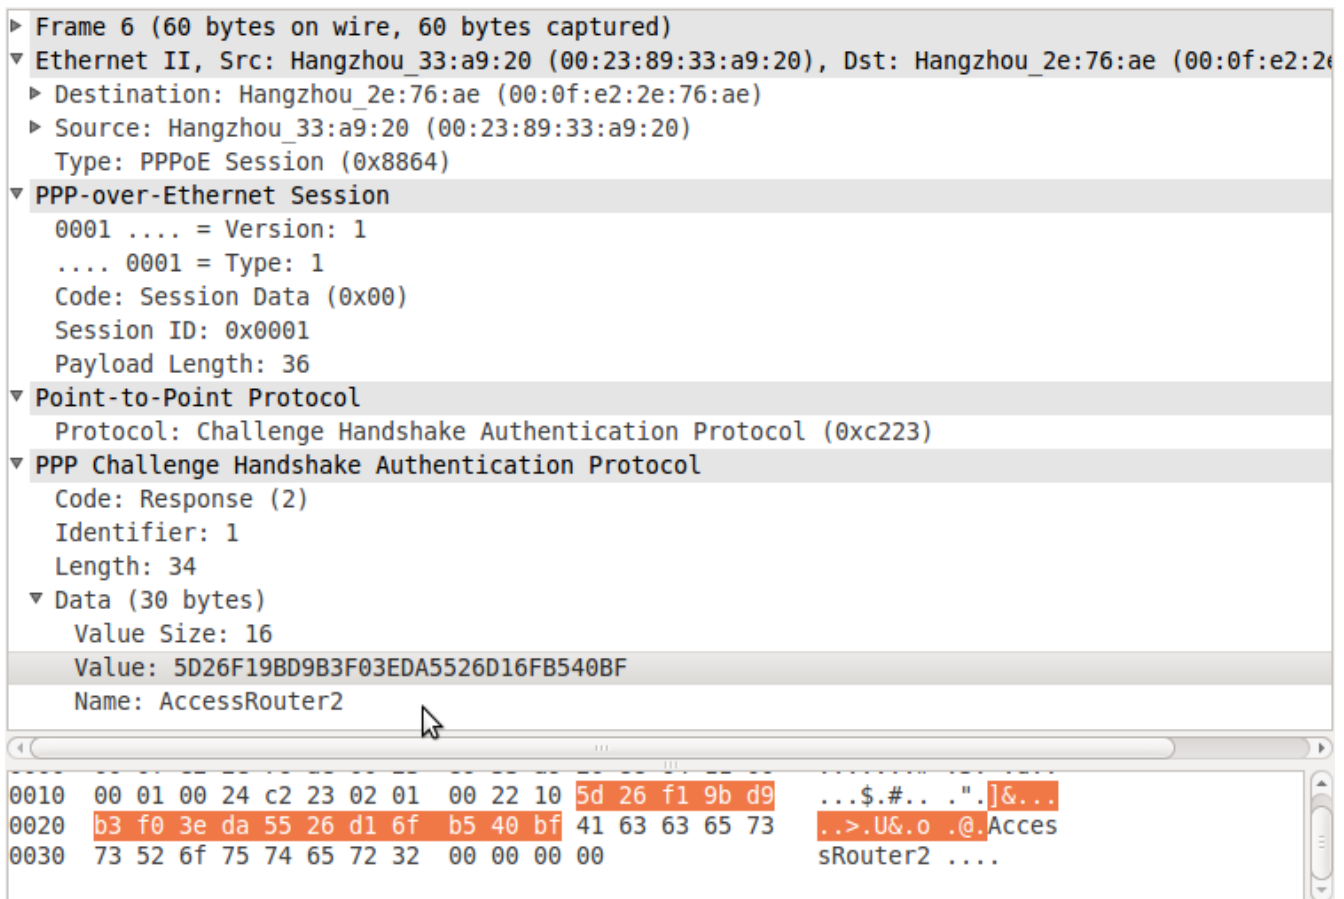 Frame 6 (60 bytes on wire, 60 bytes captured)
Ethernet II, Src: Hangzhou_33:a9:20 (00:23:89:33:a9:20), Dst: Hangzhou_2e:76:ae (00:0f:e2:2e
Destination: Hangzhou_2e:76:ae (00:0f:e2:2e:76:ae)
Source: Hangzhou_33:a9:20 (00:23:89:33:a9:20)
Type: PPPoE Session (0x8864)
PPP-over-Ethernet Session
0001 .... = Version: 1
.... 0001 = Type: 1
Code: Session Data (0x00)
Session ID: 0x0001
Payload Length: 36
Point-to-Point Protocol
Protocol: Challenge Handshake Authentication Protocol (0xc223)
PPP Challenge Handshake Authentication Protocol
Code: Response (2)
Identifier: 1
Length: 34
Data (30 bytes)
Value Size: 16
Value: 5D26F19BD9B3F03EDA5526D16FB540BF
Name: AccessRouter2
0010 00 01 00 24 c2 23 02 01 00 22 10 5d 26 f1 9b d9 ...$.#.. .".]&...
0020 b3 f0 3e da 55 26 d1 6f b5 40 bf 41 63 63 65 73 ..>.U&.o .@.Acces
0030 73 52 6f 75 74 65 72 32 00 00 00 00 sRouter2 ....